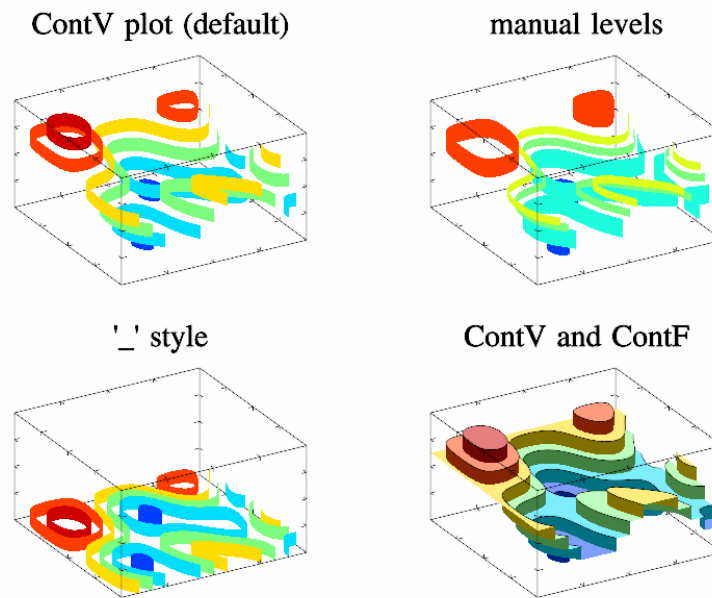 ContV plot (default)
manual levels
'_' style
ContV and ContF